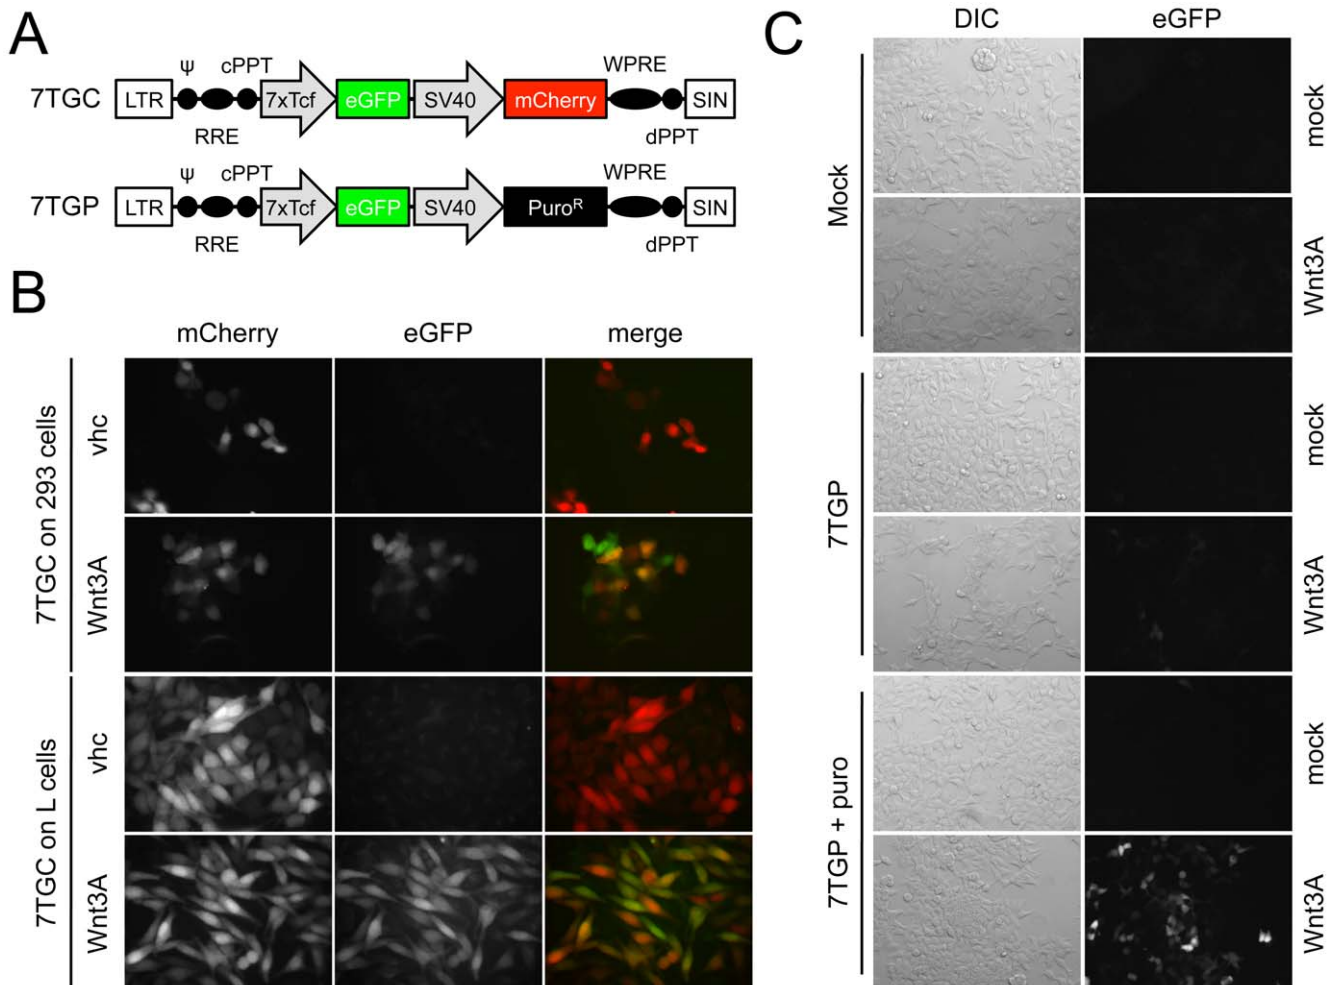 A
7TGC
ψ cPPT WPRE
LTR 7xTcf eGFP SV40 mCherry SIN
RRE dPPT
7TGP
ψ cPPT WPRE
LTR 7xTcf eGFP SV40 Puroᴿ SIN
RRE dPPT
B
mCherry eGFP merge
7TGC on 293 cells
vhc
Wnt3A
7TGC on L cells
vhc
Wnt3A
C
DIC eGFP
Mock
mock
Wnt3A
7TGP
mock
Wnt3A
7TGP + puro
mock
Wnt3A